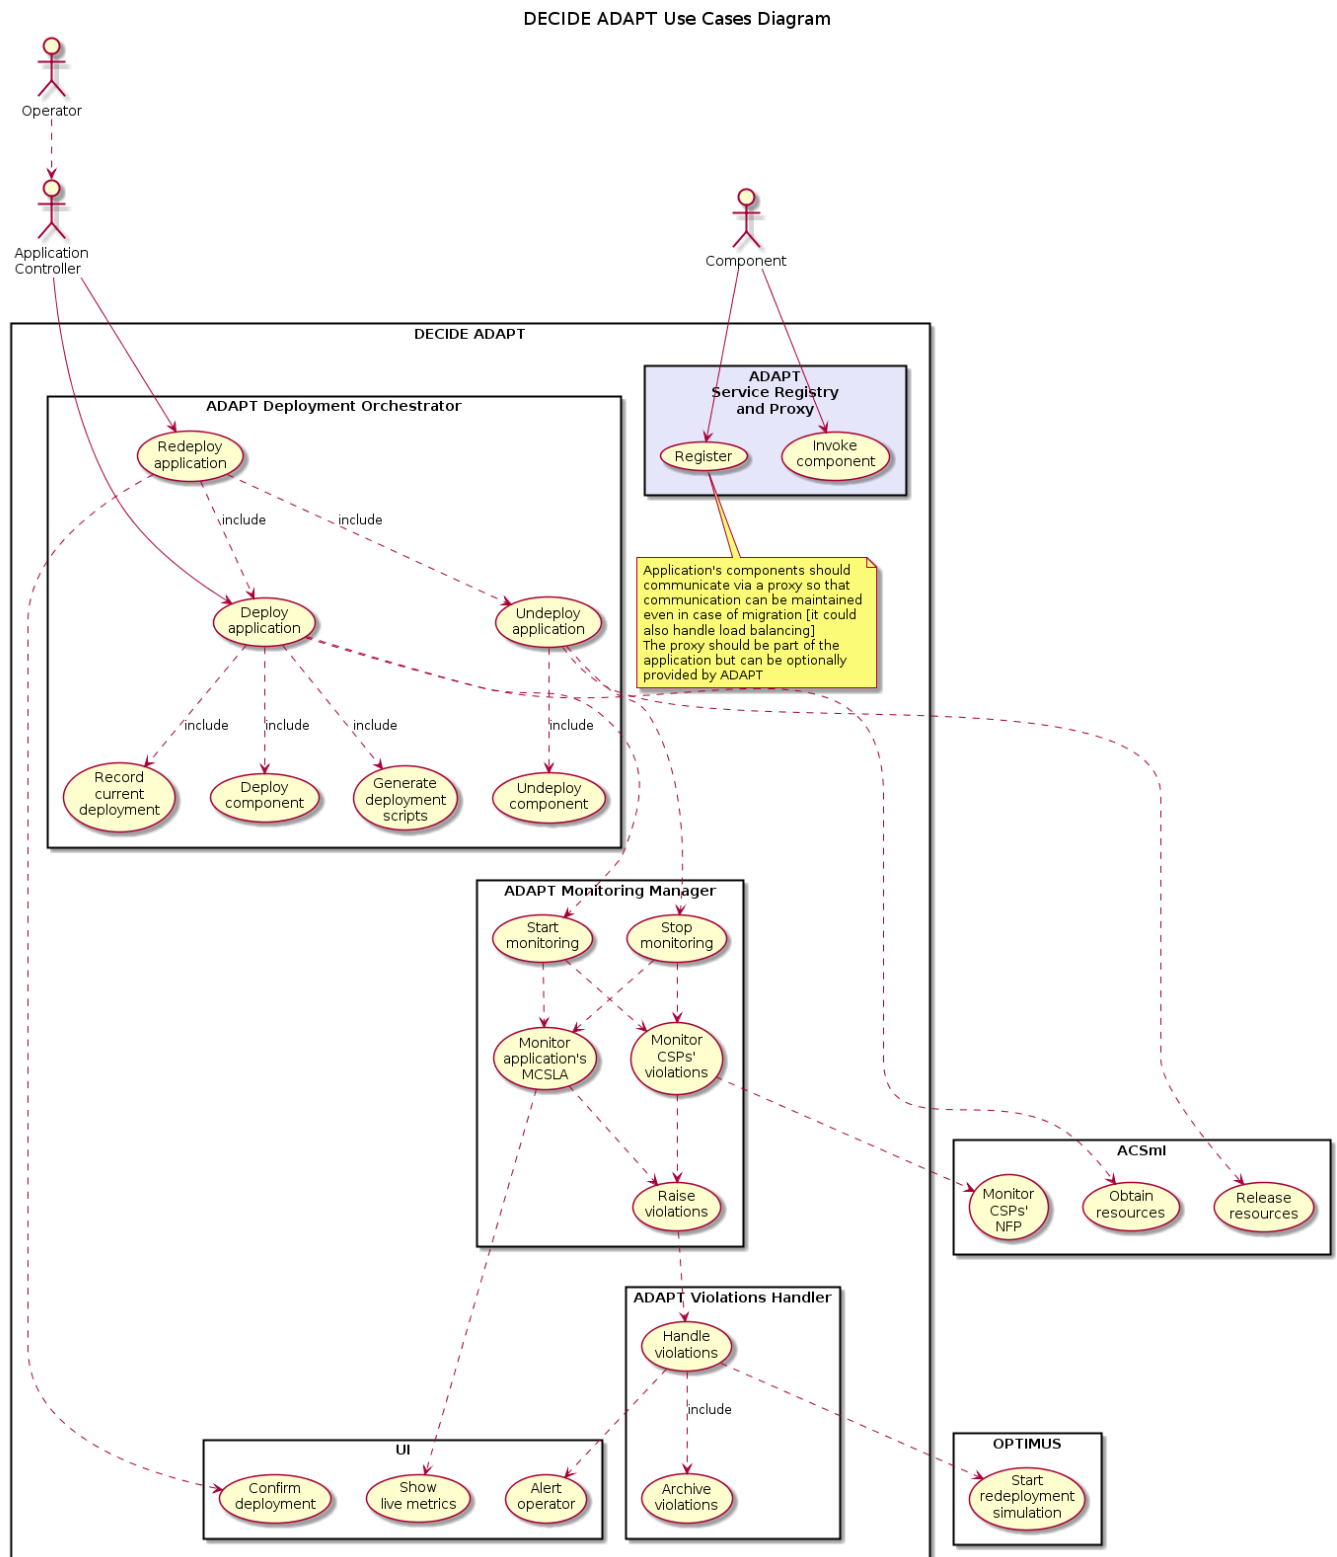 DECIDE ADAPT Use Cases Diagram
Operator
Application
Controller
Component
DECIDE ADAPT
ADAPT
Service Registry
and Proxy
ADAPT Deployment Orchestrator
Redeploy
application
Register
Invoke
component
include
include
Application's components should
communicate via a proxy so that
communication can be maintained
even in case of migration [it could
also handle load balancing]
The proxy should be part of the
application but can be optionally
provided by ADAPT
Deploy
application
Undeploy
application
include
include
include
include
Record
current
deployment
Deploy
component
Generate
deployment
scripts
Undeploy
component
ADAPT Monitoring Manager
Start
monitoring
Stop
monitoring
Monitor
application's
MCSLA
Monitor
CSPs'
violations
ACSmI
Monitor
CSPs'
NFP
Obtain
resources
Release
resources
Raise
violations
ADAPT Violations Handler
Handle
violations
include
UI
Confirm
deployment
Show
live metrics
Alert
operator
Archive
violations
OPTIMUS
Start
redeployment
simulation